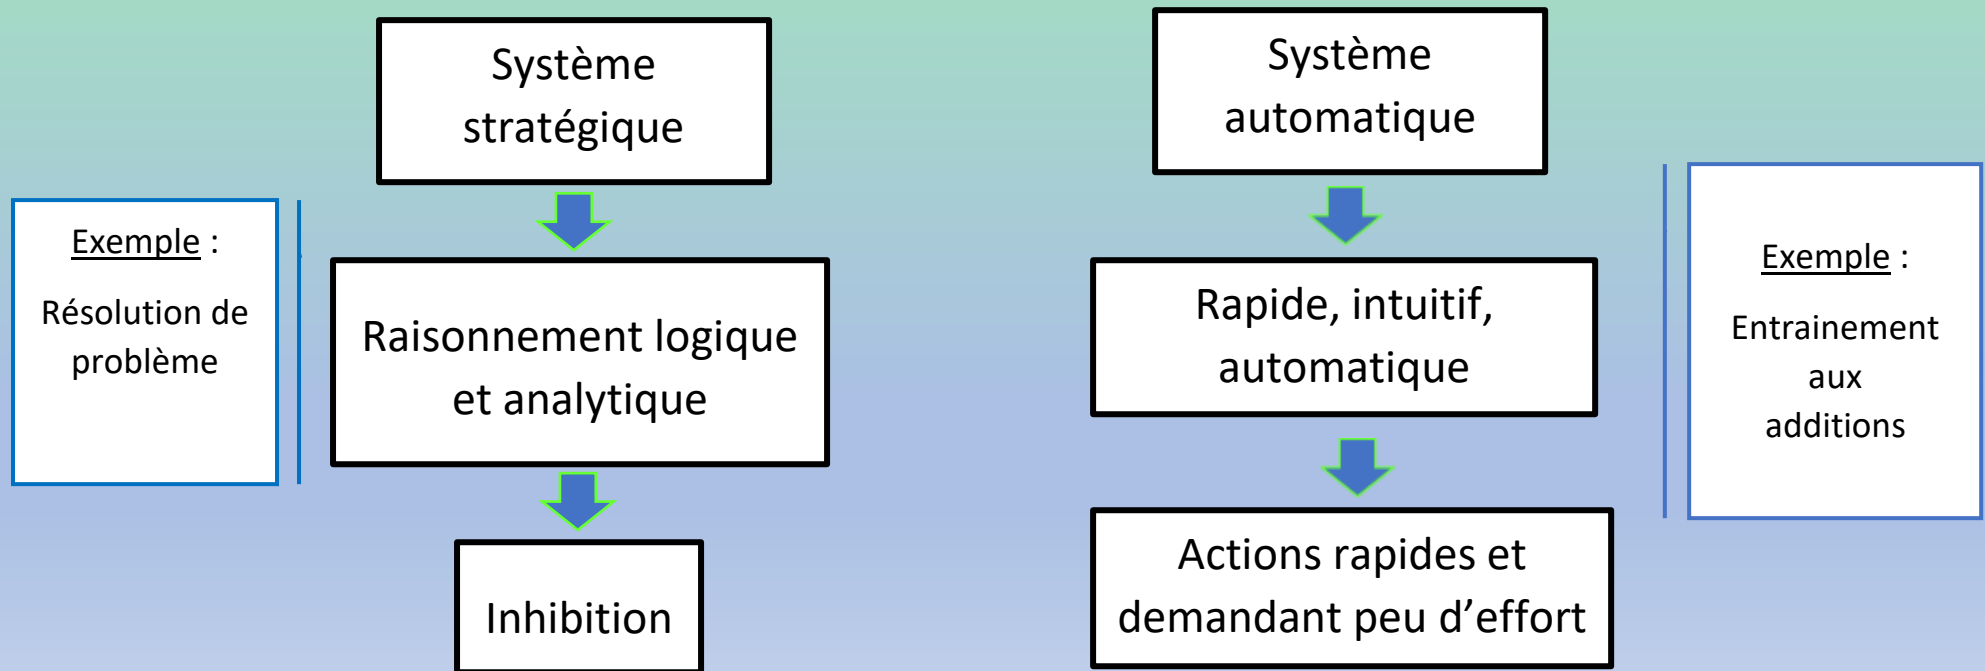 Système
stratégique
Système
automatique
Exemple :
Résolution de
problème
Raisonnement logique
et analytique
Rapide, intuitif,
automatique
Exemple :
Entrainement
aux
additions
Inhibition
Actions rapides et
demandant peu d’effort